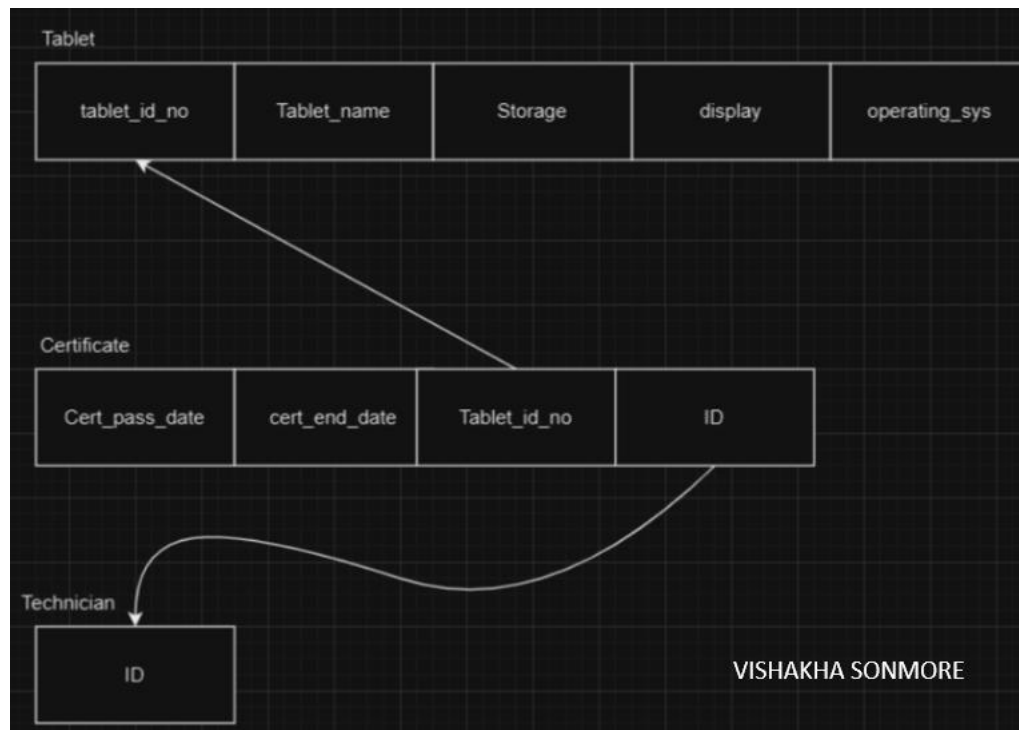 Tablet
tablet_id_no Tablet_name Storage display operating_sys
Certificate
Cert_pass_date cert_end_date Tablet_id_no ID
Technician
ID
VISHAKHA SONMORE